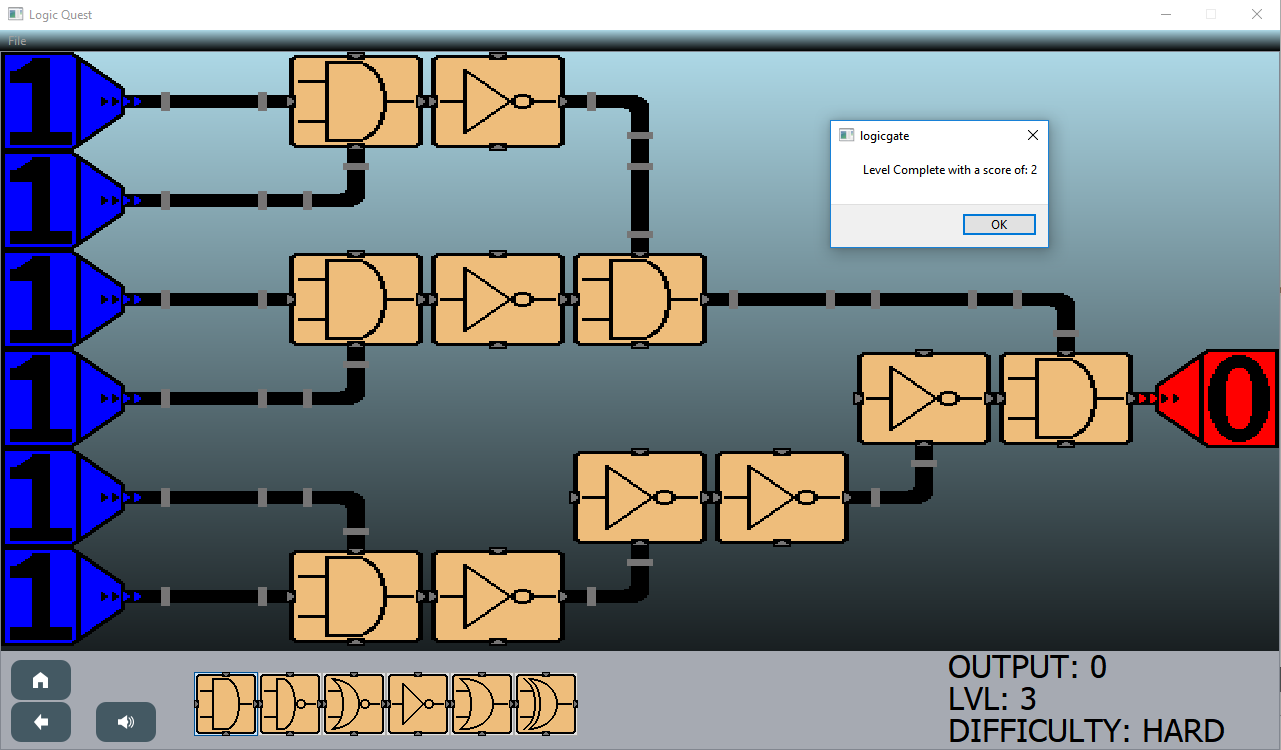 Logic Quest
File
1
1
1
1
1
1
logicgate
Level Complete with a score of: 2
OK
0
OUTPUT: 0
LVL: 3
DIFFICULTY: HARD